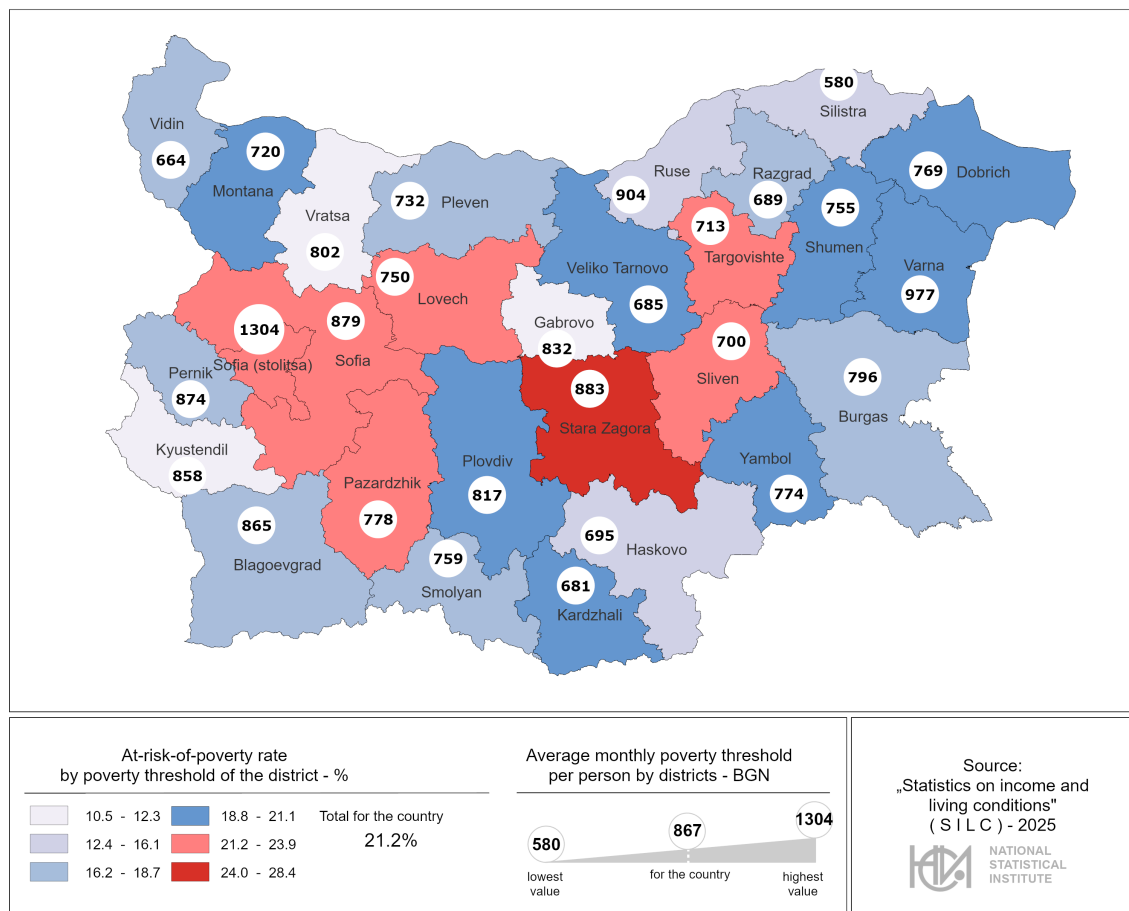 580
Silistra
Vidin
664
720
Montana
Vratsa
802
732
Pleven
Ruse
904
Razgrad
689
769
Dobrich
755
Shumen
713
Targovishte
Varna
977
Veliko Tarnovo
685
750
Lovech
Gabrovo
832
1304
Sofia (stolitsa)
879
Sofia
Pernik
874
Kyustendil
858
700
Sliven
883
Stara Zagora
796
Burgas
Yambol
774
Plovdiv
817
Pazardzhik
778
865
Blagoevgrad
759
Smolyan
695
Haskovo
681
Kardzhali
At-risk-of-poverty rate
by poverty threshold of the district - %
10.5 - 12.3
12.4 - 16.1
16.2 - 18.7
18.8 - 21.1
21.2 - 23.9
24.0 - 28.4
Total for the country
21.2%
Average monthly poverty threshold
per person by districts - BGN
580
867
1304
lowest
value
for the country
highest
value
Source:
„Statistics on income and
living conditions"
( S I L C ) - 2025
НСИ
NATIONAL
STATISTICAL
INSTITUTE